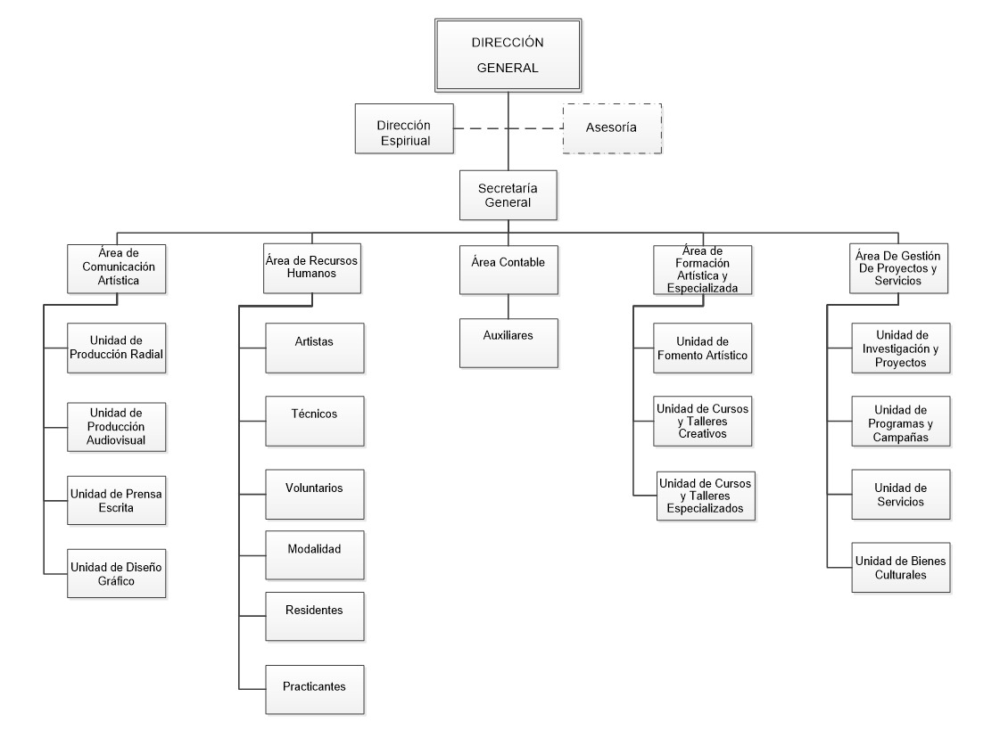 DIRECCIÓN
GENERAL
Dirección
Espiriual
Asesoría
Secretaría
General
Área de
Comunicación
Artística
Área de Recursos
Humanos
Área Contable
Área de
Formación
Artística y
Especializada
Área De Gestión
De Proyectos y
Servicios
Unidad de
Producción Radial
Unidad de
Producción
Audiovisual
Unidad de Prensa
Escrita
Unidad de Diseño
Gráfico
Artistas
Técnicos
Voluntarios
Modalidad
Residentes
Practicantes
Auxiliares
Unidad de
Fomento Artístico
Unidad de Cursos
y Talleres
Creativos
Unidad de Cursos
y Talleres
Especializados
Unidad de
Investigación y
Proyectos
Unidad de
Programas y
Campañas
Unidad de
Servicios
Unidad de Bienes
Culturales